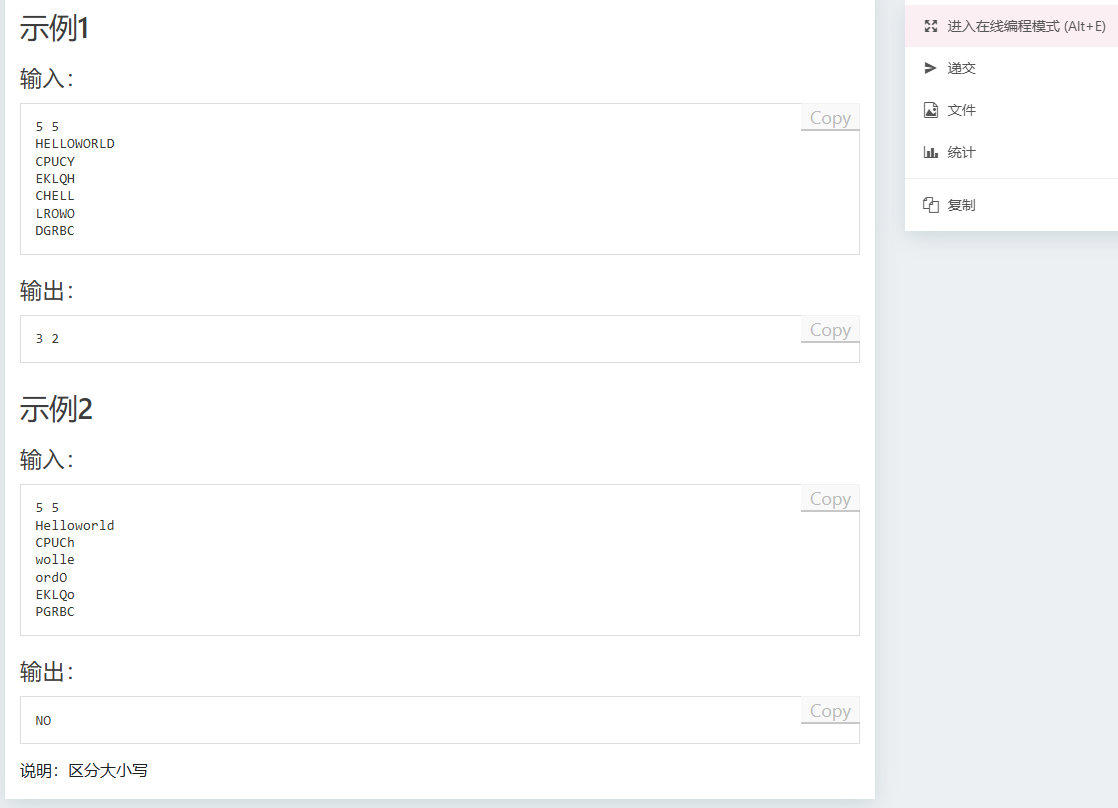 示例1
输入：
Copy
5 5
HELLOWORLD
CPUCY
EKLQH
CHELL
LROWO
DGRBC
输出：
Copy
3 2
示例2
输入：
Copy
5 5
Helloworld
CPUCh
wolle
ordO
EKLQo
PGRBC
输出：
Copy
NO
说明：区分大小写
进入在线编程模式 (Alt+E)
递交
文件
统计
复制